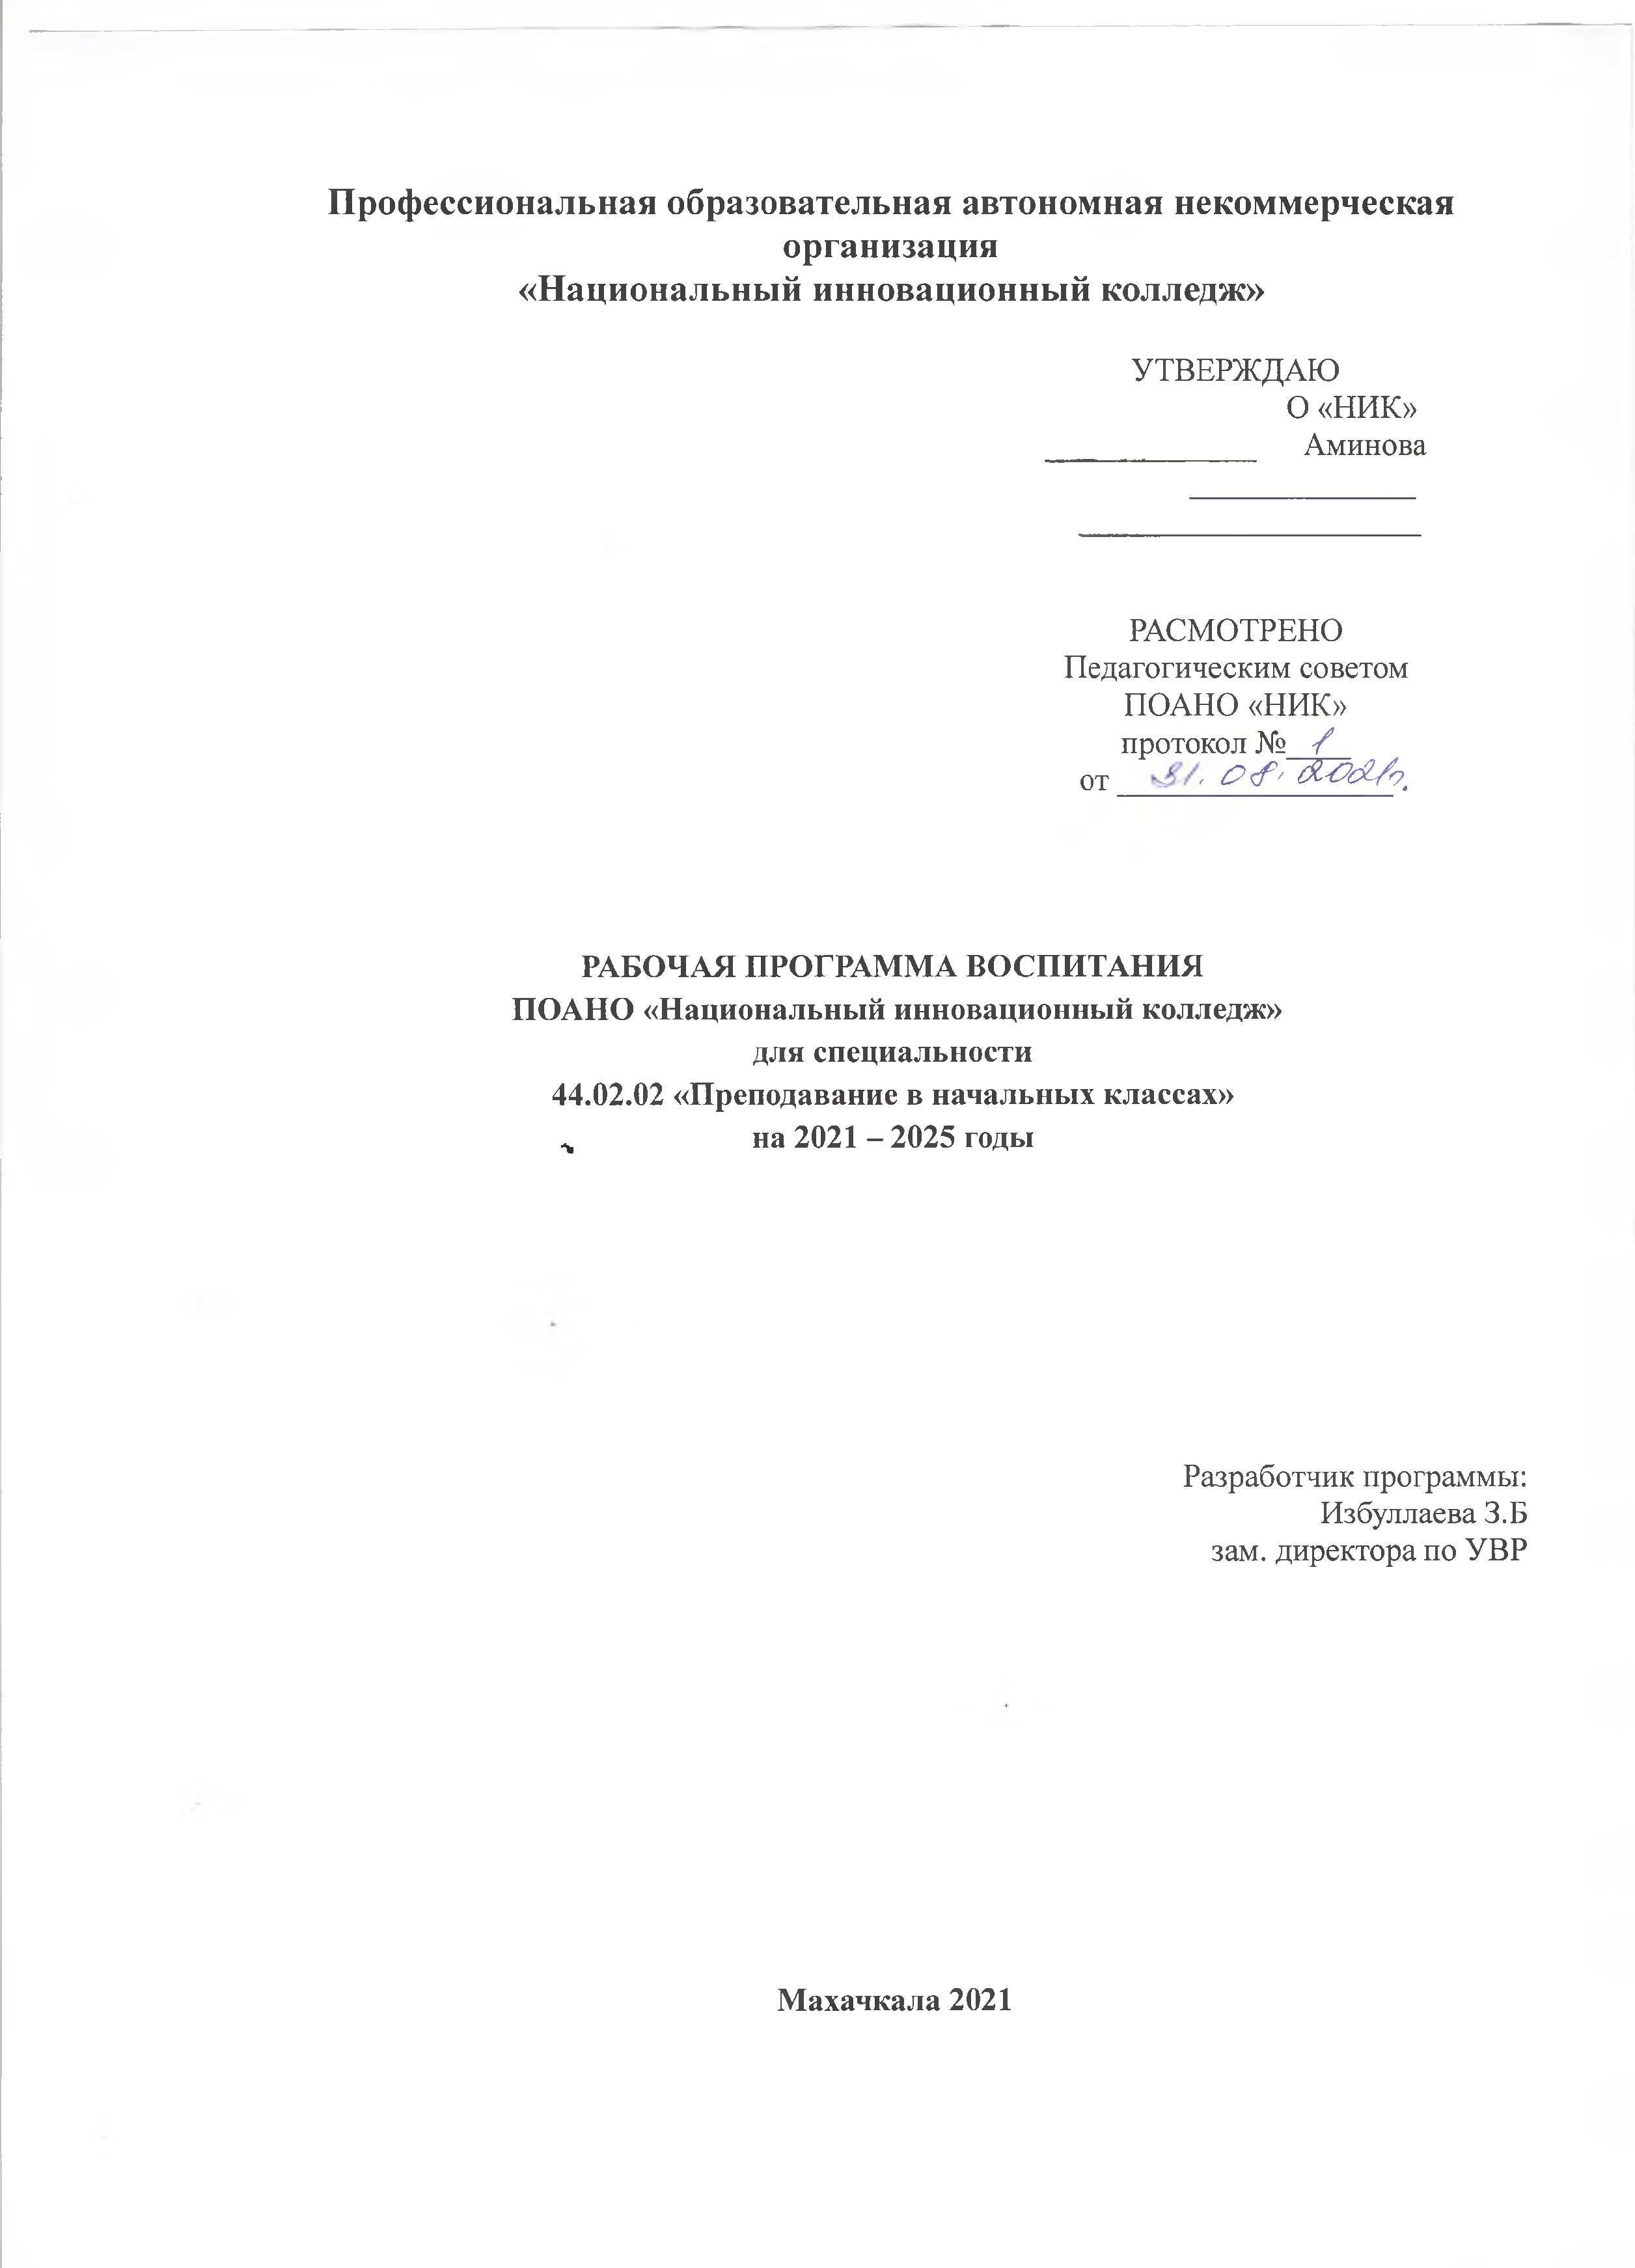 Профессиональная образовательная автономная некоммерческая
организация
«Национальный инновационный колледж»
УТВЕРЖДАЮ
О «НИК»
____________ Аминова
РАСМОТРЕНО
Педагогическим советом
ПОАНО «НИК»
протокол № 1
от 31.08.2021г.
РАБОЧАЯ ПРОГРАММА ВОСПИТАНИЯ
ПОАНО «Национальный инновационный колледж»
для специальности
44.02.02 «Преподавание в начальных классах»
на 2021 – 2025 годы
Разработчик программы:
Избуллаева З.Б
зам. директора по УВР
Махачкала 2021